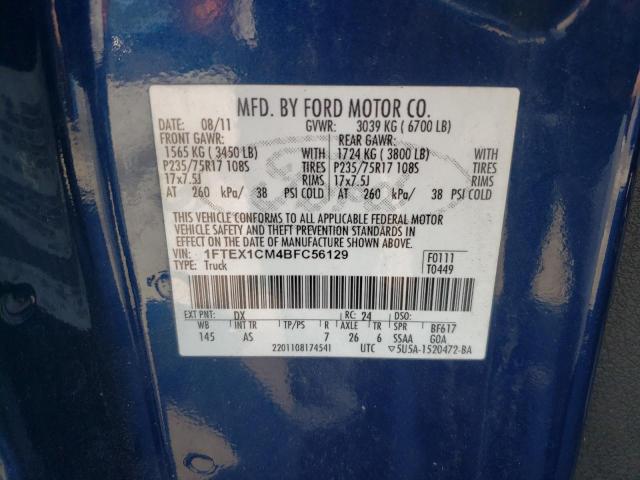 MFD. BY FORD MOTOR CO.
DATE: 08/11 GVWR: 3039 KG ( 6700 LB)
FRONT GAWR: REAR GAWR:
1565 KG ( 3450 LB) WITH 1724 KG ( 3800 LB) WITH
P235/75R17 108S TIRES P235/75R17 108S TIRES
17x7.5J RIMS 17x7.5J RIMS
AT 260 kPa/ 38 PSI COLD AT 260 kPa/ 38 PSI COLD
THIS VEHICLE CONFORMS TO ALL APPLICABLE FEDERAL MOTOR
VEHICLE SAFETY AND THEFT PREVENTION STANDARDS IN
EFFECT ON THE DATE OF MANUFACTURE SHOWN ABOVE.
VIN: 1FTEX1CM4BFC56129 F0111
TYPE: Truck T0449
EXT PNT: DX RC: 24 DSO:
WB INT TR TP/PS R AXLE TR SPR BF617
145 AS 7 26 6 SSAA GOA
2201108174541 UTC ▽5U5A-1520472-BA
Ford